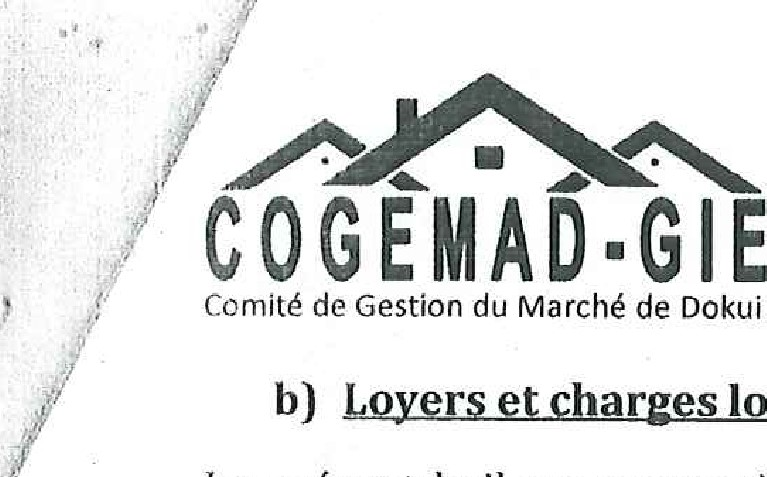 COGEMAD-GIE
Comité de Gestion du Marché de Dokui
b) Loyers et charges lo